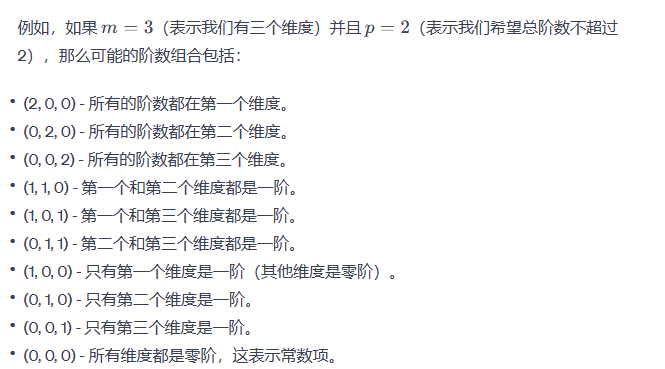 例如，如果 m = 3（表示我们有三个维度）并且 p = 2（表示我们希望总阶数不超过
2），那么可能的阶数组合包括：
• (2, 0, 0) - 所有的阶数都在第一个维度。
• (0, 2, 0) - 所有的阶数都在第二个维度。
• (0, 0, 2) - 所有的阶数都在第三个维度。
• (1, 1, 0) - 第一个和第二个维度都是一阶。
• (1, 0, 1) - 第一个和第三个维度都是一阶。
• (0, 1, 1) - 第二个和第三个维度都是一阶。
• (1, 0, 0) - 只有第一个维度是一阶（其他维度是零阶）。
• (0, 1, 0) - 只有第二个维度是一阶。
• (0, 0, 1) - 只有第三个维度是一阶。
• (0, 0, 0) - 所有维度都是零阶，这表示常数项。